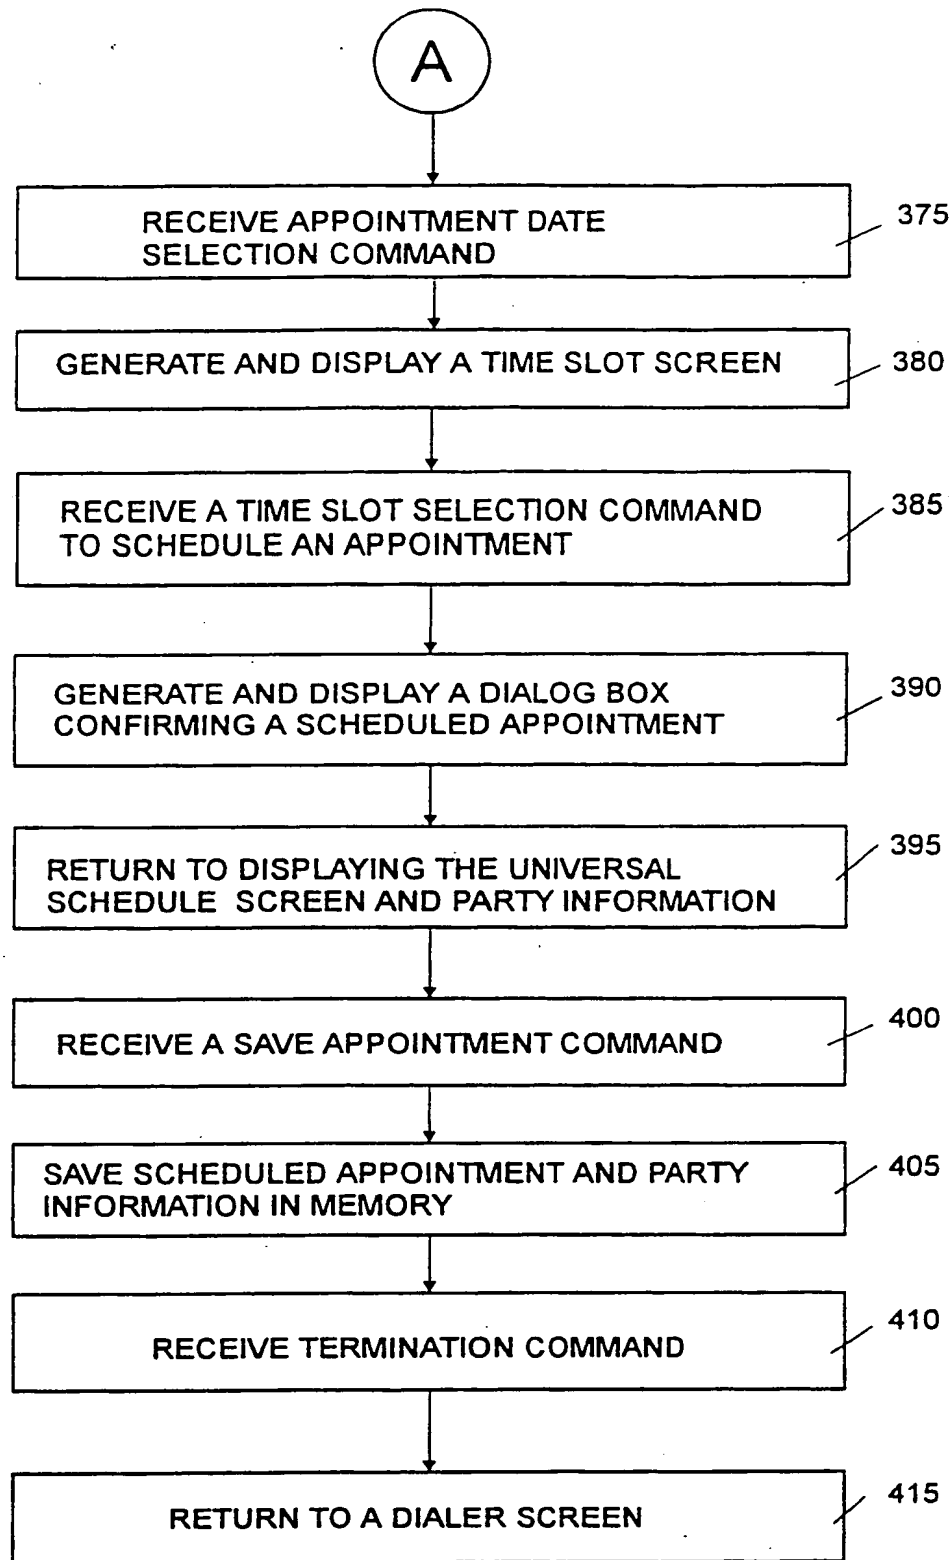 A
RECEIVE APPOINTMENT DATE
SELECTION COMMAND
375
GENERATE AND DISPLAY A TIME SLOT SCREEN
380
RECEIVE A TIME SLOT SELECTION COMMAND
TO SCHEDULE AN APPOINTMENT
385
GENERATE AND DISPLAY A DIALOG BOX
CONFIRMING A SCHEDULED APPOINTMENT
390
RETURN TO DISPLAYING THE UNIVERSAL
SCHEDULE SCREEN AND PARTY INFORMATION
395
RECEIVE A SAVE APPOINTMENT COMMAND
400
SAVE SCHEDULED APPOINTMENT AND PARTY
INFORMATION IN MEMORY
405
RECEIVE TERMINATION COMMAND
410
RETURN TO A DIALER SCREEN
415